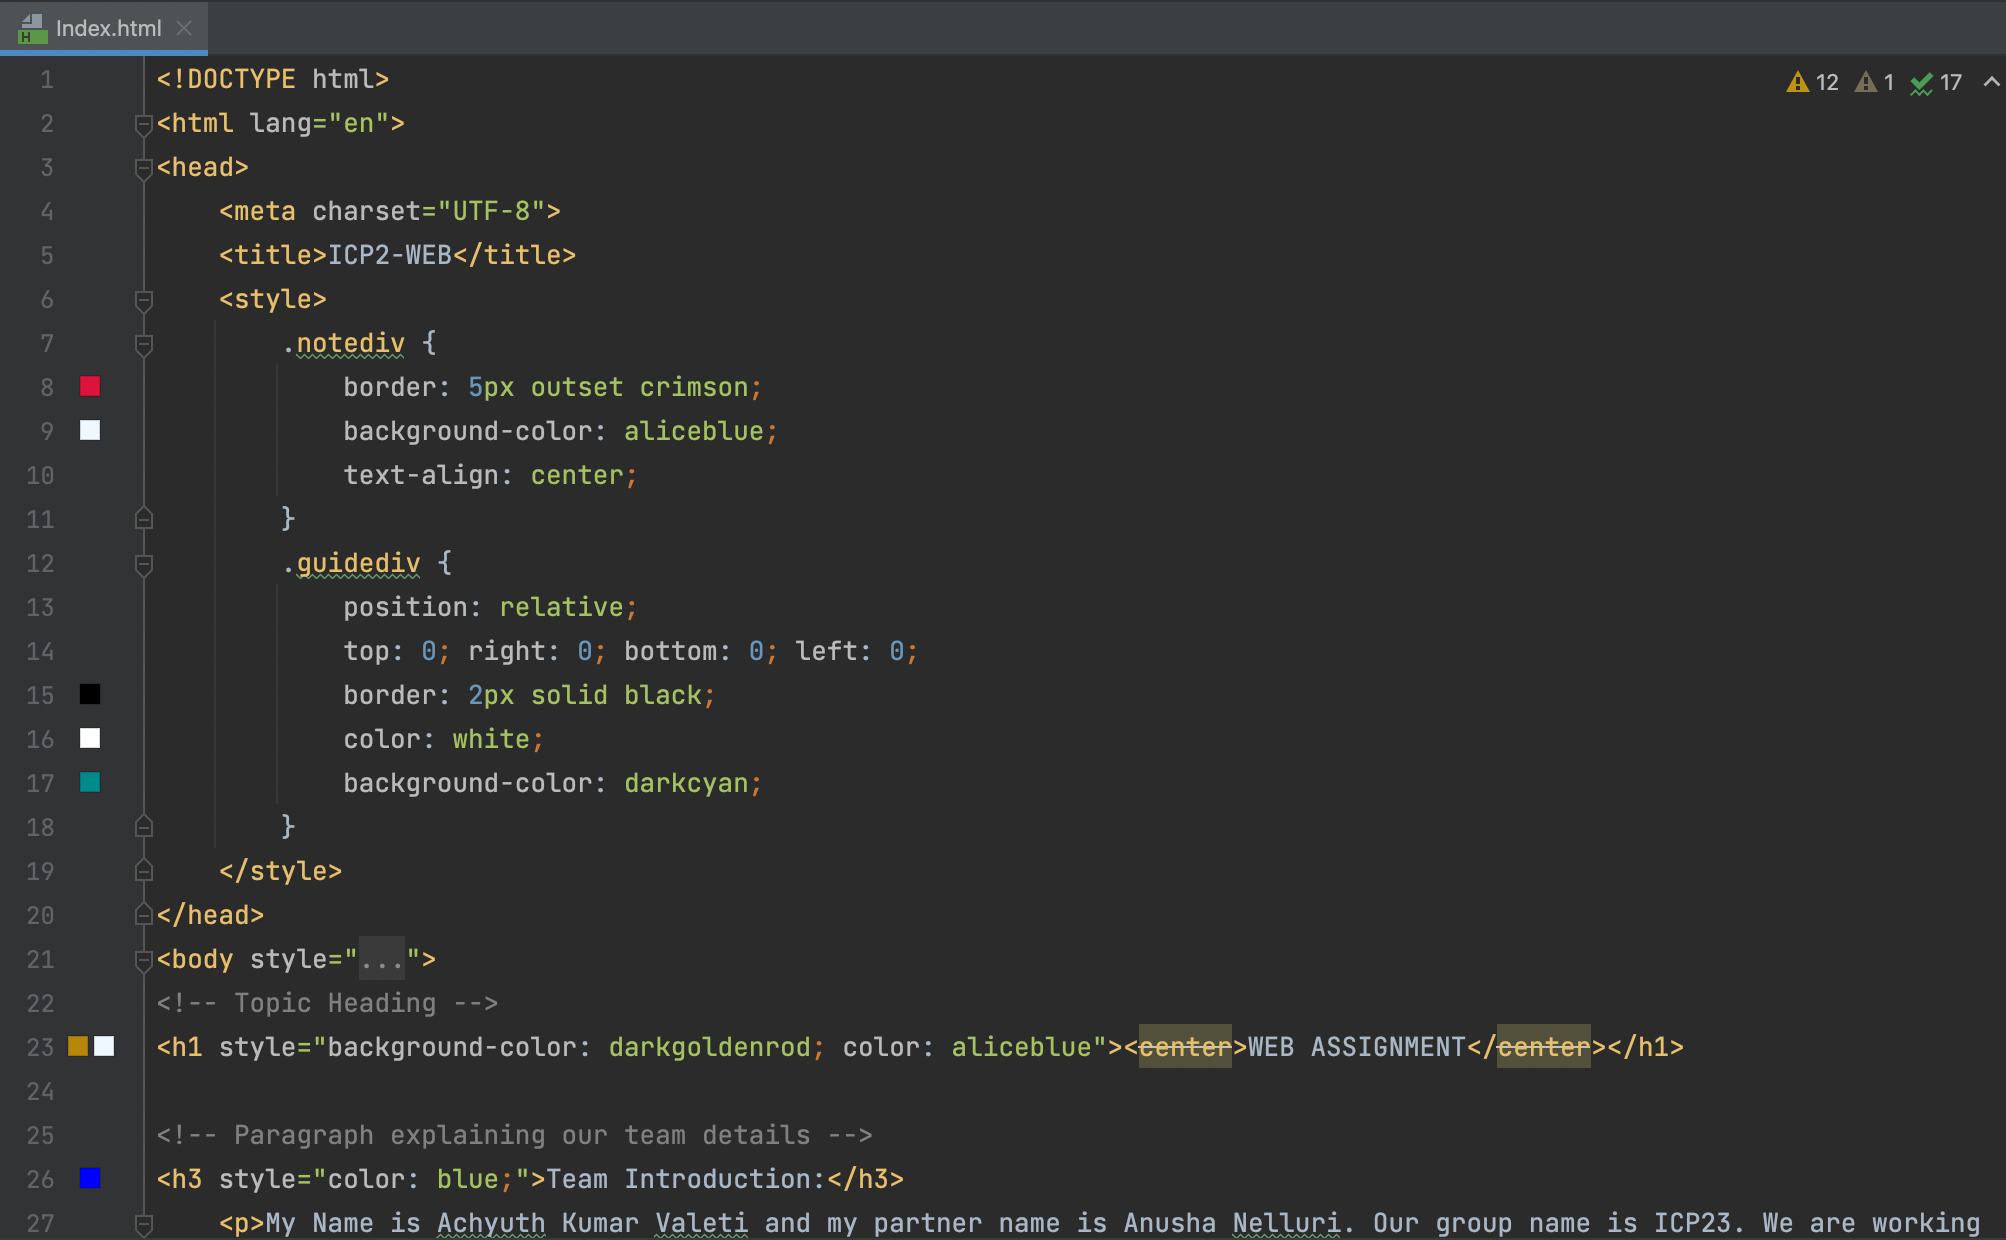 Index.html
12 1 17
1 <!DOCTYPE html>
2 <html lang="en">
3 <head>
4 <meta charset="UTF-8">
5 <title>ICP2-WEB</title>
6 <style>
7 .notediv {
8 border: 5px outset crimson;
9 background-color: aliceblue;
10 text-align: center;
11 }
12 .guidediv {
13 position: relative;
14 top: 0; right: 0; bottom: 0; left: 0;
15 border: 2px solid black;
16 color: white;
17 background-color: darkcyan;
18 }
19 </style>
20 </head>
21 <body style="...">
22 <!-- Topic Heading -->
23 <h1 style="background-color: darkgoldenrod; color: aliceblue"><center>WEB ASSIGNMENT</center></h1>
24
25 <!-- Paragraph explaining our team details -->
26 <h3 style="color: blue;">Team Introduction:</h3>
27 <p>My Name is Achyuth Kumar Valeti and my partner name is Anusha Nelluri. Our group name is ICP23. We are working